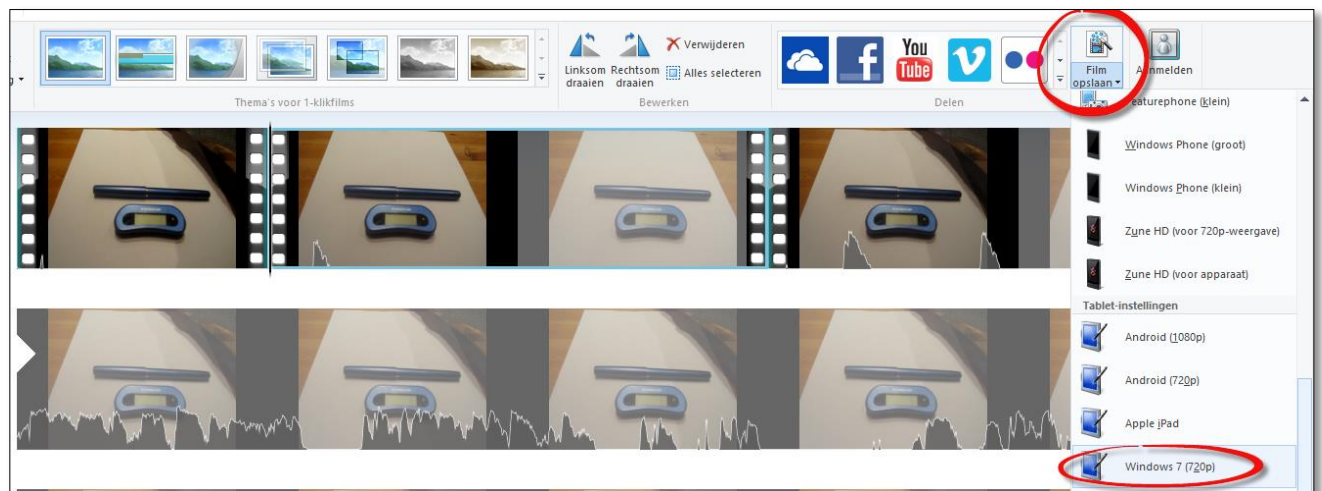 Linksom draaien
Rechtsom draaien
Verwijderen
Alles selecteren
You
Tube
Film opslaan
Aanmelden
Thema's voor 1-klikfilms
Bewerken
Delen
Featurephone (klein)
Windows Phone (groot)
Windows Phone (klein)
Zune HD (voor 720p-weergave)
Zune HD (voor apparaat)
Tablet-instellingen
Android (1080p)
Android (720p)
Apple iPad
Windows 7 (720p)